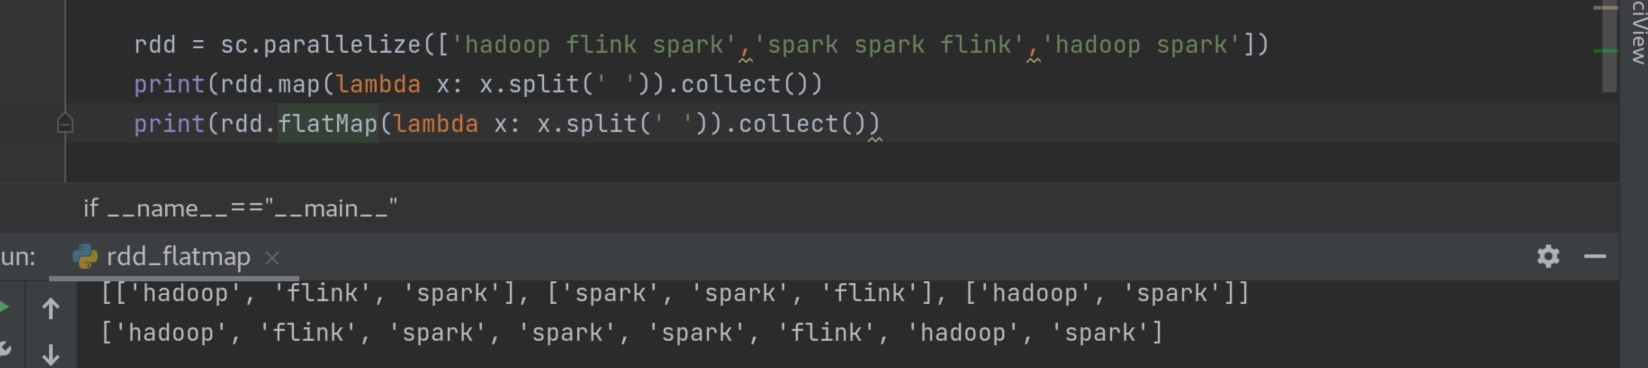 rdd = sc.parallelize(['hadoop flink spark','spark spark flink','hadoop spark'])
print(rdd.map(lambda x: x.split(' ')).collect())
print(rdd.flatMap(lambda x: x.split(' ')).collect())
if __name__=="__main__"
un: rdd_flatmap
[['hadoop', 'flink', 'spark'], ['spark', 'spark', 'flink'], ['hadoop', 'spark']]
['hadoop', 'flink', 'spark', 'spark', 'spark', 'flink', 'hadoop', 'spark']
ciView